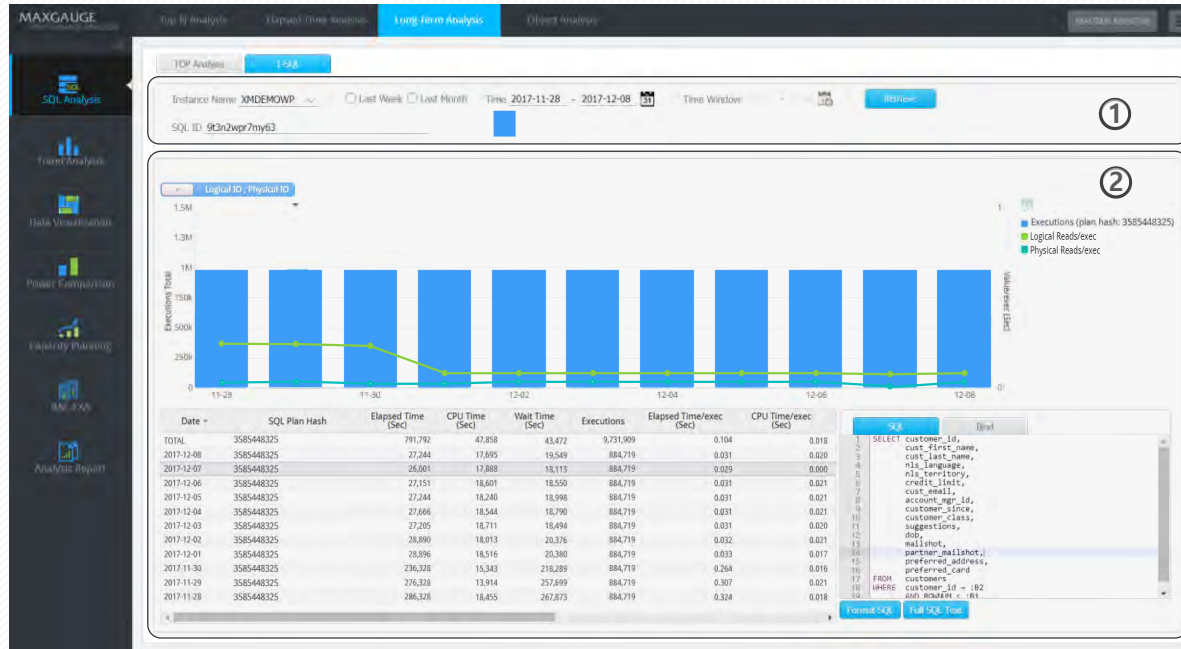 MAXGAUGE
Top N Analysis Elapsed Time Analysis Long-Term Analysis Object Analysis
SQL Analysis
Trend Analysis
Data Visualization
Power Comparison
Capacity Planning
Analysis Report
TOP Analysis
Instance Name XMDEMOWP Last Week Last Month Time 2017-11-28 - 2017-12-08 31 Time Window Retrieve
①
SQL ID 9t3n2wpr7my63
②
Logical IO , Physical IO
1.5M
1.3M
1M
750k
500k
250k
0
Executions Total
11-28 11-30 12-02 12-04 12-06 12-08
1
0
Value/exec (Sec)
Executions (plan hash: 3585448325)
Logical Reads/exec
Physical Reads/exec
Date SQL Plan Hash Elapsed Time (Sec) CPU Time (Sec) Wait Time (Sec) Executions Elapsed Time/exec (Sec) CPU Time/exec (Sec)
TOTAL 3585448325 791,792 47,858 43,472 9,731,909 0.104 0.018
2017-12-08 3585448325 27,244 17,695 19,549 884,719 0.031 0.020
2017-12-07 3585448325 26,001 17,888 18,113 884,719 0.029 0.000
2017-12-06 3585448325 27,151 18,601 18,550 884,719 0.031 0.021
2017-12-05 3585448325 27,244 18,240 18,998 884,719 0.031 0.021
2017-12-04 3585448325 27,666 18,544 18,790 884,719 0.031 0.021
2017-12-03 3585448325 27,205 18,711 18,494 884,719 0.031 0.020
2017-12-02 3585448325 28,890 18,013 20,376 884,719 0.032 0.021
2017-12-01 3585448325 28,896 18,516 20,380 884,719 0.033 0.017
2017-11-30 3585448325 236,328 15,343 218,289 884,719 0.264 0.016
2017-11-29 3585448325 276,328 13,914 257,699 884,719 0.307 0.021
2017-11-28 3585448325 286,328 18,455 267,873 884,719 0.324 0.018
SQL Bind
1 SELECT customer_id,
2 cust_first_name,
3 cust_last_name,
4 nls_language,
5 nls_territory,
6 credit_limit,
7 cust_email,
8 account_mgr_id,
9 customer_since,
10 customer_class,
11 suggestions,
12 dob,
13 mailshot,
14 partner_mailshot,
15 preferred_address,
16 preferred_card
17 FROM customers
18 WHERE customer_id = :B2
19 AND ROWNUM < :B1
Format SQL Full SQL Text